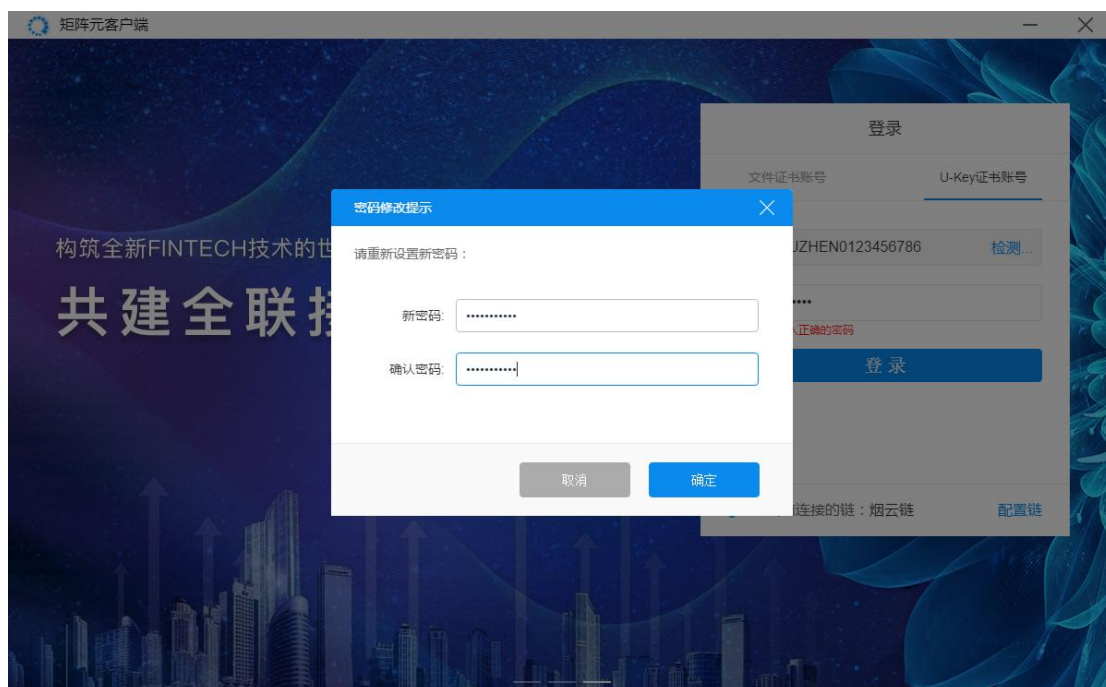 矩阵元客户端
登录
文件证书账号
U-Key证书账号
密码修改提示
构筑全新FINTECH技术的世
共建全联接
请重新设置新密码：
UZHEN0123456786
检测...
新密码:
正确的密码
确认密码:
登录
取消
确定
连接的链：烟云链
配置链